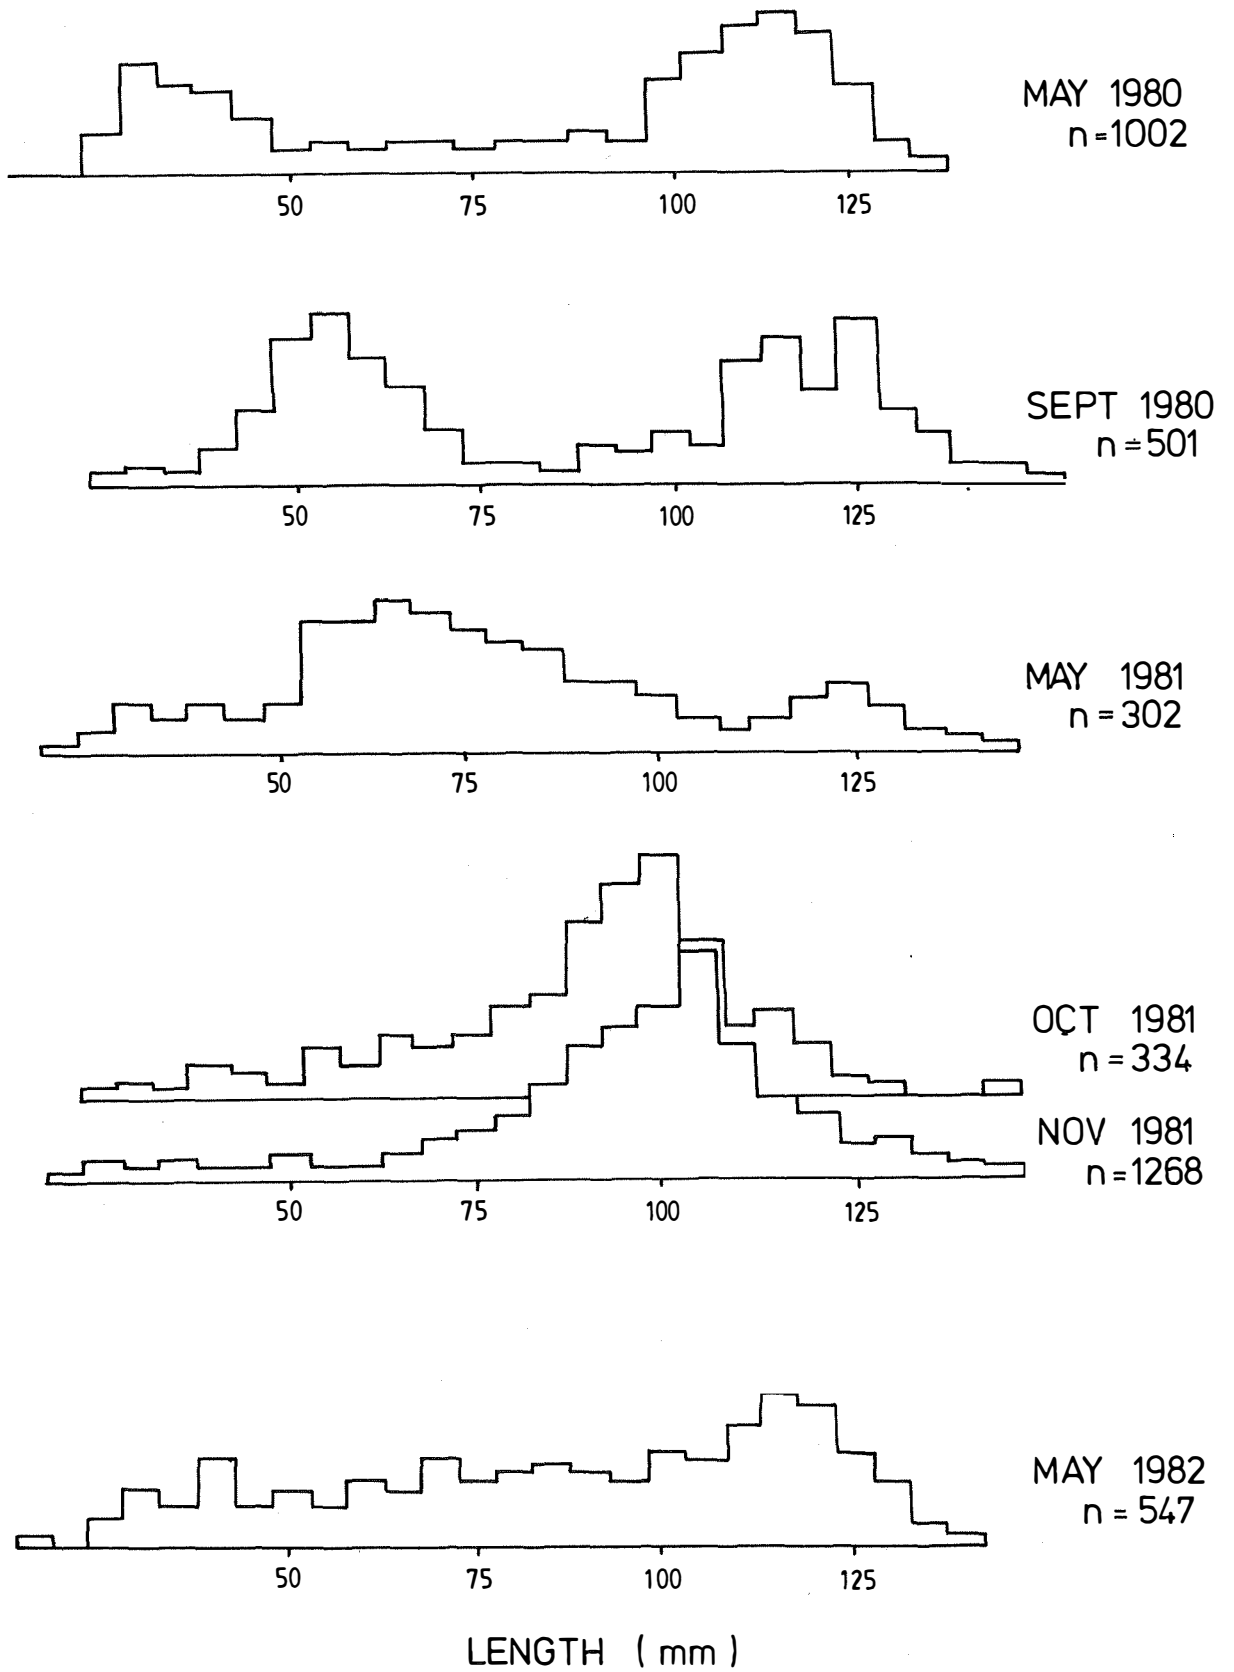 MAY 1980
n=1002
50 75 100 125
SEPT 1980
n=501
50 75 100 125
MAY 1981
n=302
50 75 100 125
OCT 1981
n=334
NOV 1981
n=1268
50 75 100 125
MAY 1982
n=547
50 75 100 125
LENGTH (mm)